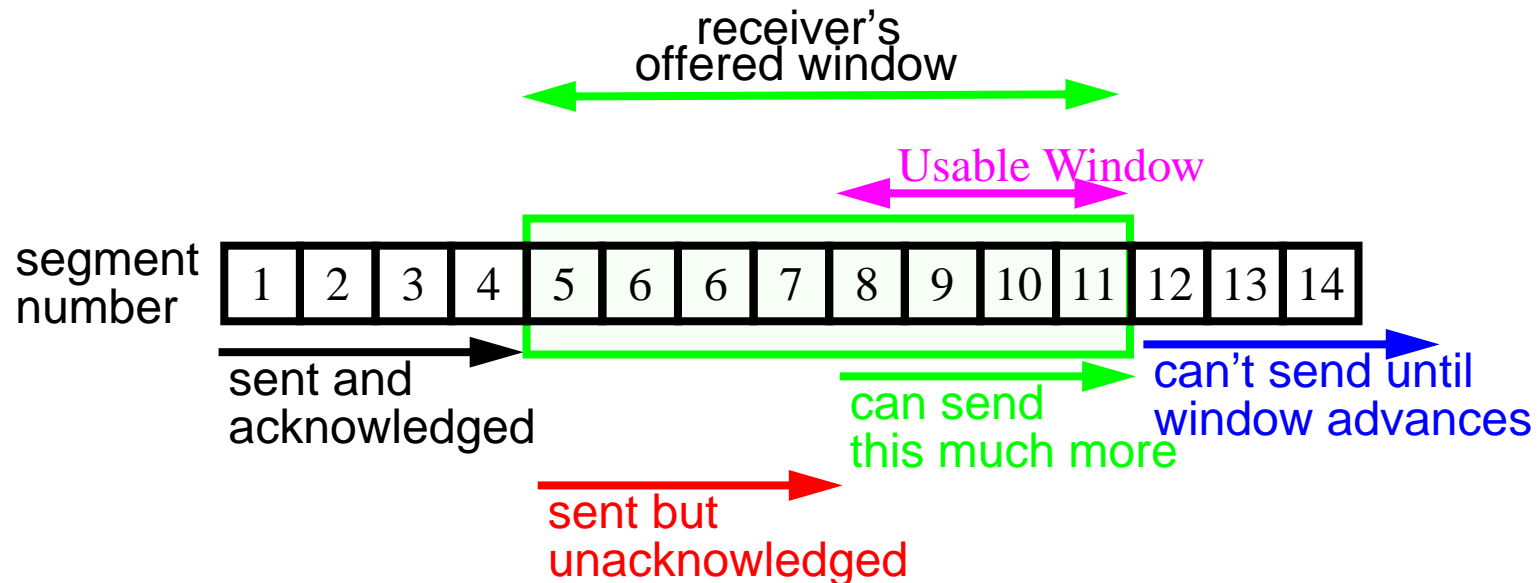 receiver's
offered window
Usable Window
segment
number
1 2 3 4 5 6 6 7 8 9 10 11 12 13 14
sent and
acknowledged
can send
this much more
can't send until
window advances
sent but
unacknowledged